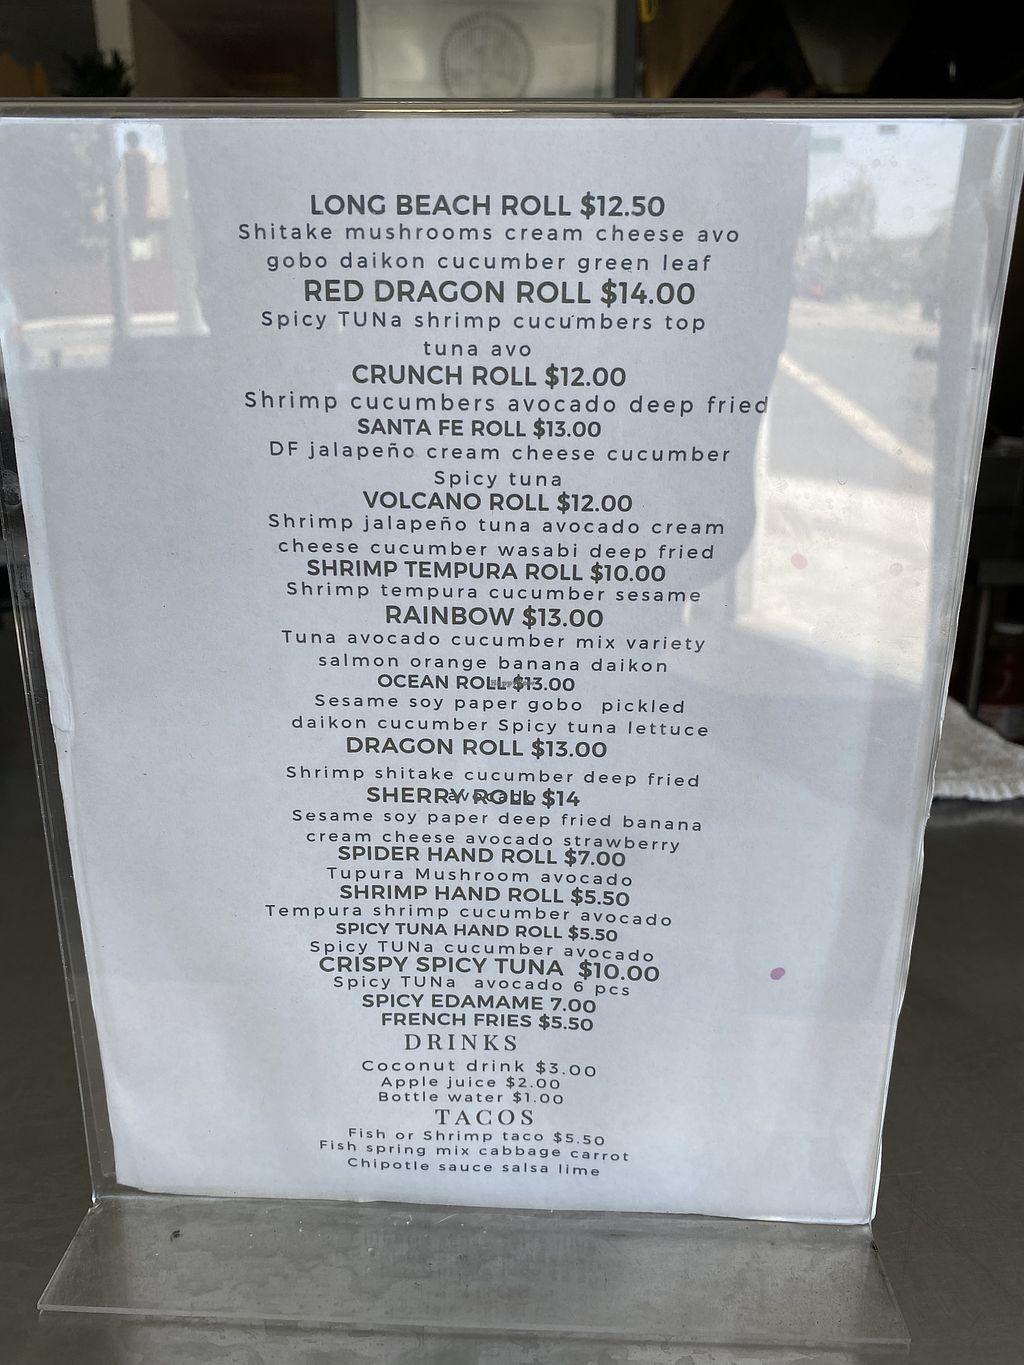 LONG BEACH ROLL $12.50
Shitake mushrooms cream cheese avo
gobo daikon cucumber green leaf
RED DRAGON ROLL $14.00
Spicy TUNa shrimp cucumbers top
tuna avo
CRUNCH ROLL $12.00
Shrimp cucumbers avocado deep fried
SANTA FE ROLL $13.00
DF jalapeño cream cheese cucumber
Spicy tuna
VOLCANO ROLL $12.00
Shrimp jalapeño tuna avocado cream
cheese cucumber wasabi deep fried
SHRIMP TEMPURA ROLL $10.00
Shrimp tempura cucumber sesame
RAINBOW $13.00
Tuna avocado cucumber mix variety
salmon orange banana daikon
OCEAN ROLL $13.00
Sesame soy paper gobo pickled
daikon cucumber Spicy tuna lettuce
DRAGON ROLL $13.00
Shrimp shitake cucumber deep fried
avocado
SHERRY ROLL $14
Sesame soy paper deep fried banana
cream cheese avocado strawberry
SPIDER HAND ROLL $7.00
Tupura Mushroom avocado
SHRIMP HAND ROLL $5.50
Tempura shrimp cucumber avocado
SPICY TUNA HAND ROLL $5.50
Spicy TUNa cucumber avocado
CRISPY SPICY TUNA $10.00
Spicy TUNa avocado 6 pcs
SPICY EDAMAME 7.00
FRENCH FRIES $5.50
DRINKS
Coconut drink $3.00
Apple juice $2.00
Bottle water $1.00
TACOS
Fish or Shrimp taco $5.50
Fish spring mix cabbage carrot
Chipotle sauce salsa lime